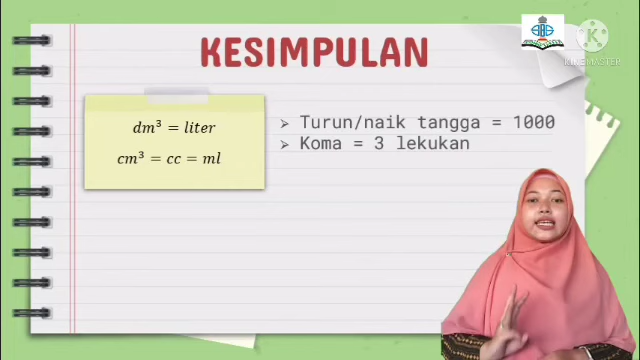 KESIMPULAN
KINEMASTER
dm³ = liter
cm³ = cc = ml
➢ Turun/naik tangga = 1000
➢ Koma = 3 lekukan